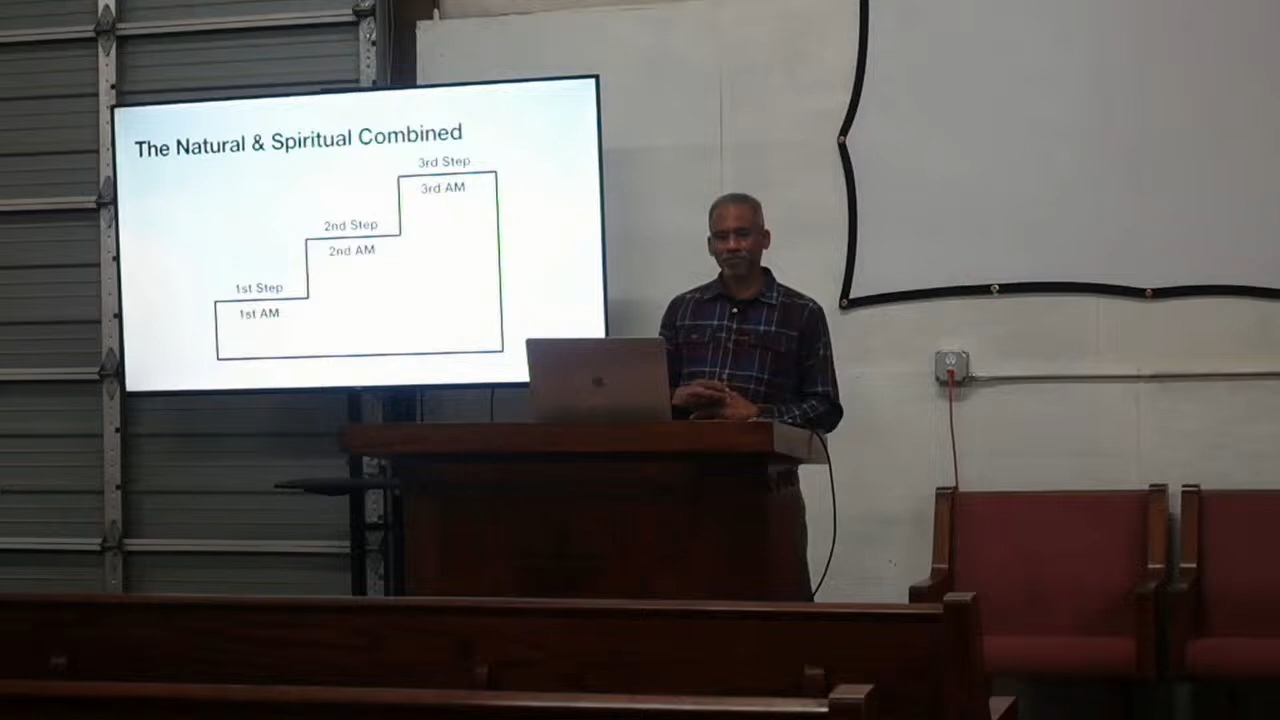 The Natural & Spiritual Combined
3rd Step
3rd AM
2nd Step
2nd AM
1st Step
1st AM